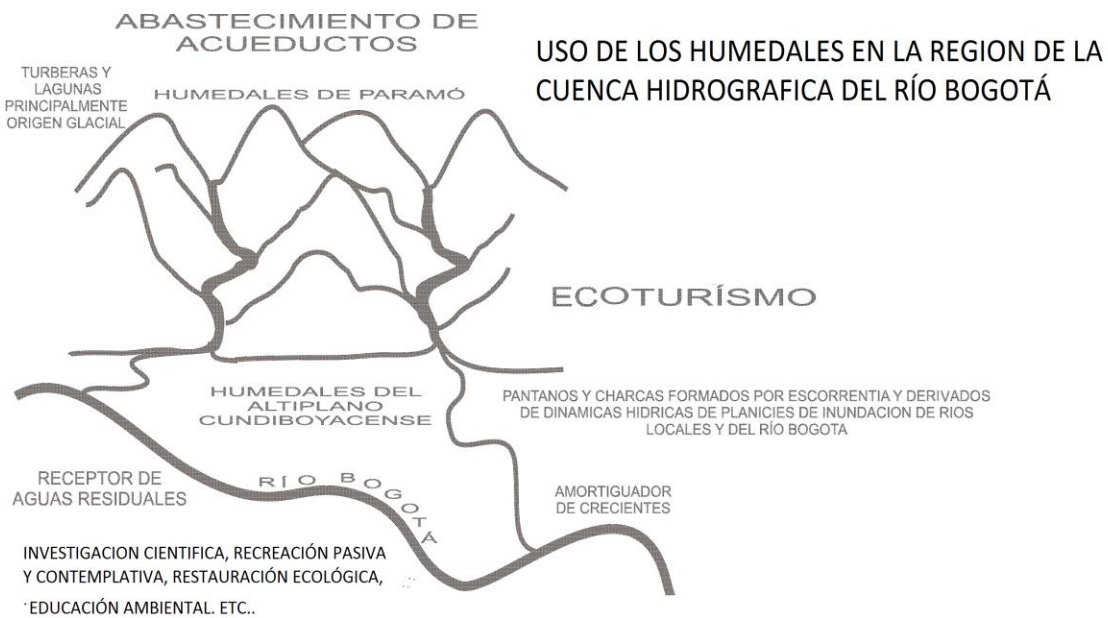 ABASTECIMIENTO DE
ACUEDUCTOS
USO DE LOS HUMEDALES EN LA REGION DE LA
CUENCA HIDROGRAFICA DEL RÍO BOGOTÁ
TURBERAS Y
LAGUNAS
PRINCIPALMENTE
ORIGEN GLACIAL
HUMEDALES DE PARAMÓ
ECOTURÍSMO
HUMEDALES DEL
ALTIPLANO
CUNDIBOYACENSE
PANTANOS Y CHARCAS FORMADOS POR ESCORRENTIA Y DERIVADOS
DE DINAMICAS HIDRICAS DE PLANICIES DE INUNDACION DE RIOS
LOCALES Y DEL RÍO BOGOTA
RECEPTOR DE
AGUAS RESIDUALES
RÍO BOGOTÁ
AMORTIGUADOR
DE CRECIENTES
INVESTIGACION CIENTIFICA, RECREACIÓN PASIVA
Y CONTEMPLATIVA, RESTAURACIÓN ECOLÓGICA,
EDUCACIÓN AMBIENTAL. ETC..